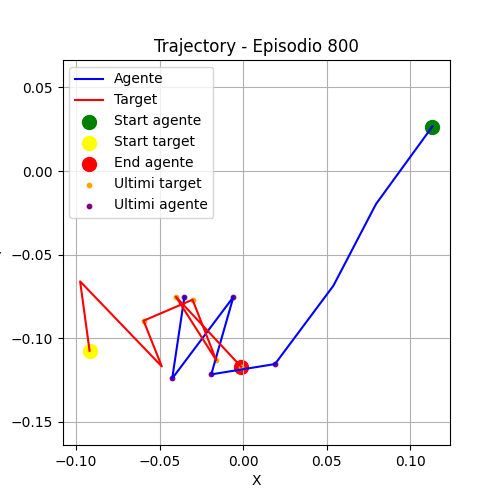 Trajectory - Episodio 800
Agente
Target
Start agente
Start target
End agente
Ultimi target
Ultimi agente
0.05
0.00
−0.05
−0.10
−0.15
−0.10
−0.05
0.00
0.05
0.10
X